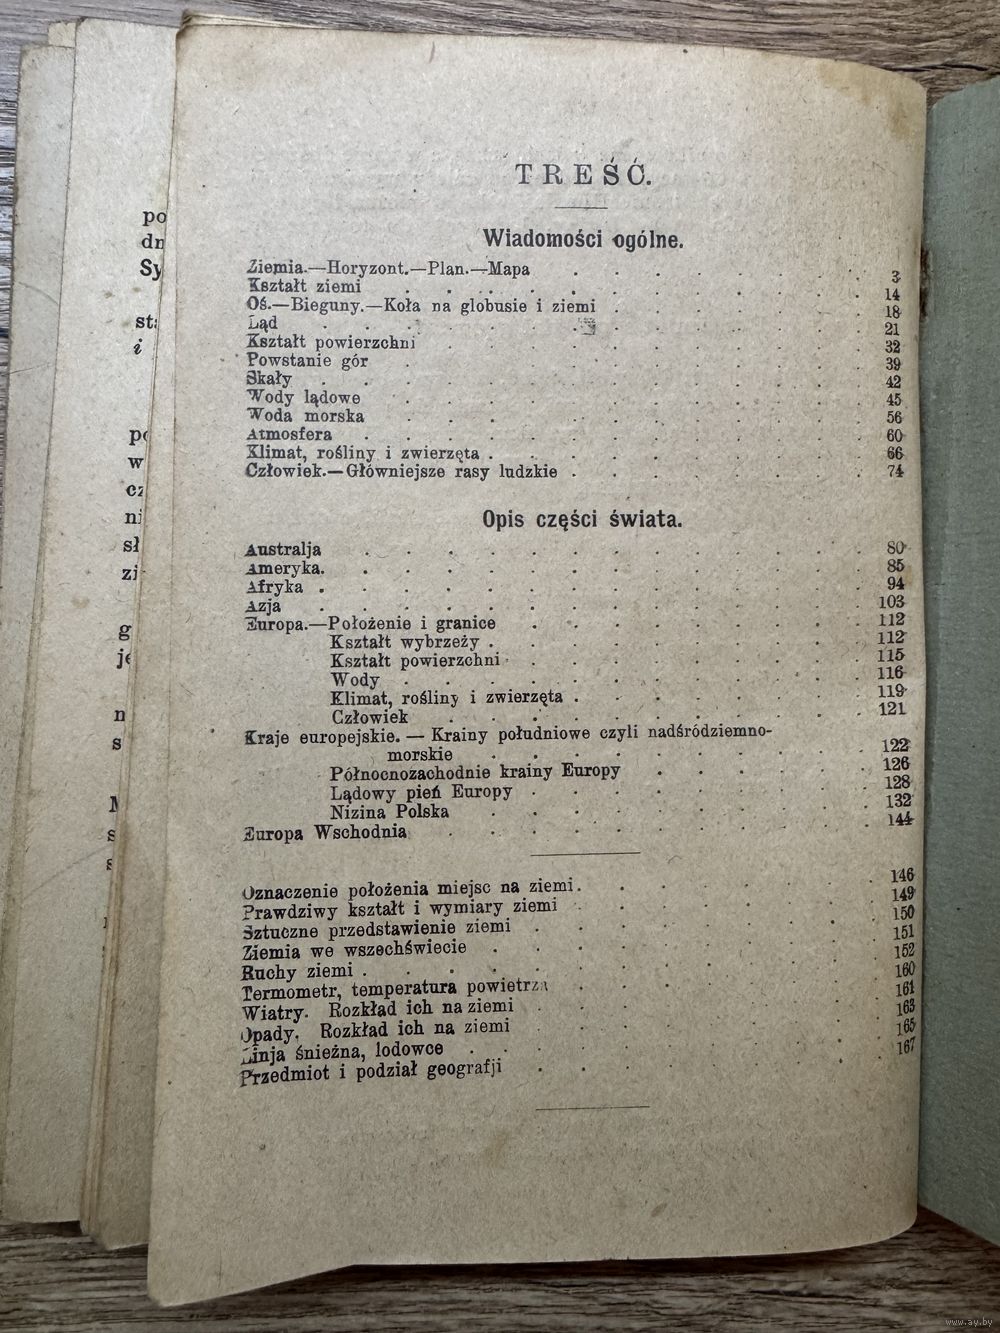 TREŚĆ.
Wiadomości ogólne.
Ziemia.—Horyzont.—Plan.—Mapa . . . . . . . . 3
Kształt ziemi . . . . . . . . 14
Oś.—Bieguny.—Koła na globusie i ziemi . . . . . . . 18
Ląd . . . . . . . . 21
Kształt powierzchni . . . . . . . . 32
Powstanie gór . . . . . . . . 39
Skały . . . . . . . . 42
Wody lądowe . . . . . . . . 45
Woda morska . . . . . . . . 56
Atmosfera . . . . . . . . 60
Klimat, rośliny i zwierzęta . . . . . . . . 66
Człowiek.—Główniejsze rasy ludzkie . . . . . . . . 74
Opis części świata.
Australja . . . . . . . . 80
Ameryka. . . . . . . . . 85
Afryka . . . . . . . . 94
Azja . . . . . . . . 103
Europa.—Położenie i granice . . . . . . . . 112
Kształt wybrzeży . . . . . . . . 112
Kształt powierzchni . . . . . . . . 115
Wody . . . . . . . . 116
Klimat, rośliny i zwierzęta . . . . . . . . 119
Człowiek . . . . . . . . 121
Kraje europejskie. — Krainy południowe czyli nadśródziemno-
morskie . . . . . . . . 122
Północnozachodnie krainy Europy . . . . . . 126
Lądowy pień Europy . . . . . . . . 128
Nizina Polska . . . . . . . . 132
Europa Wschodnia . . . . . . . . 144
Oznaczenie położenia miejsc na ziemi. . . . . . . . 146
Prawdziwy kształt i wymiary ziemi . . . . . . . . 149
Sztuczne przedstawienie ziemi . . . . . . . . 150
Ziemia we wszechświecie . . . . . . . . 151
Ruchy ziemi . . . . . . . . 152
Termometr, temperatura powietrza . . . . . . . . 160
Wiatry. Rozkład ich na ziemi . . . . . . . . 161
Opady. Rozkład ich na ziemi . . . . . . . . 163
Linja śnieżna, lodowce . . . . . . . . 165
Przedmiot i podział geografji . . . . . . . . 167
www.ay.by